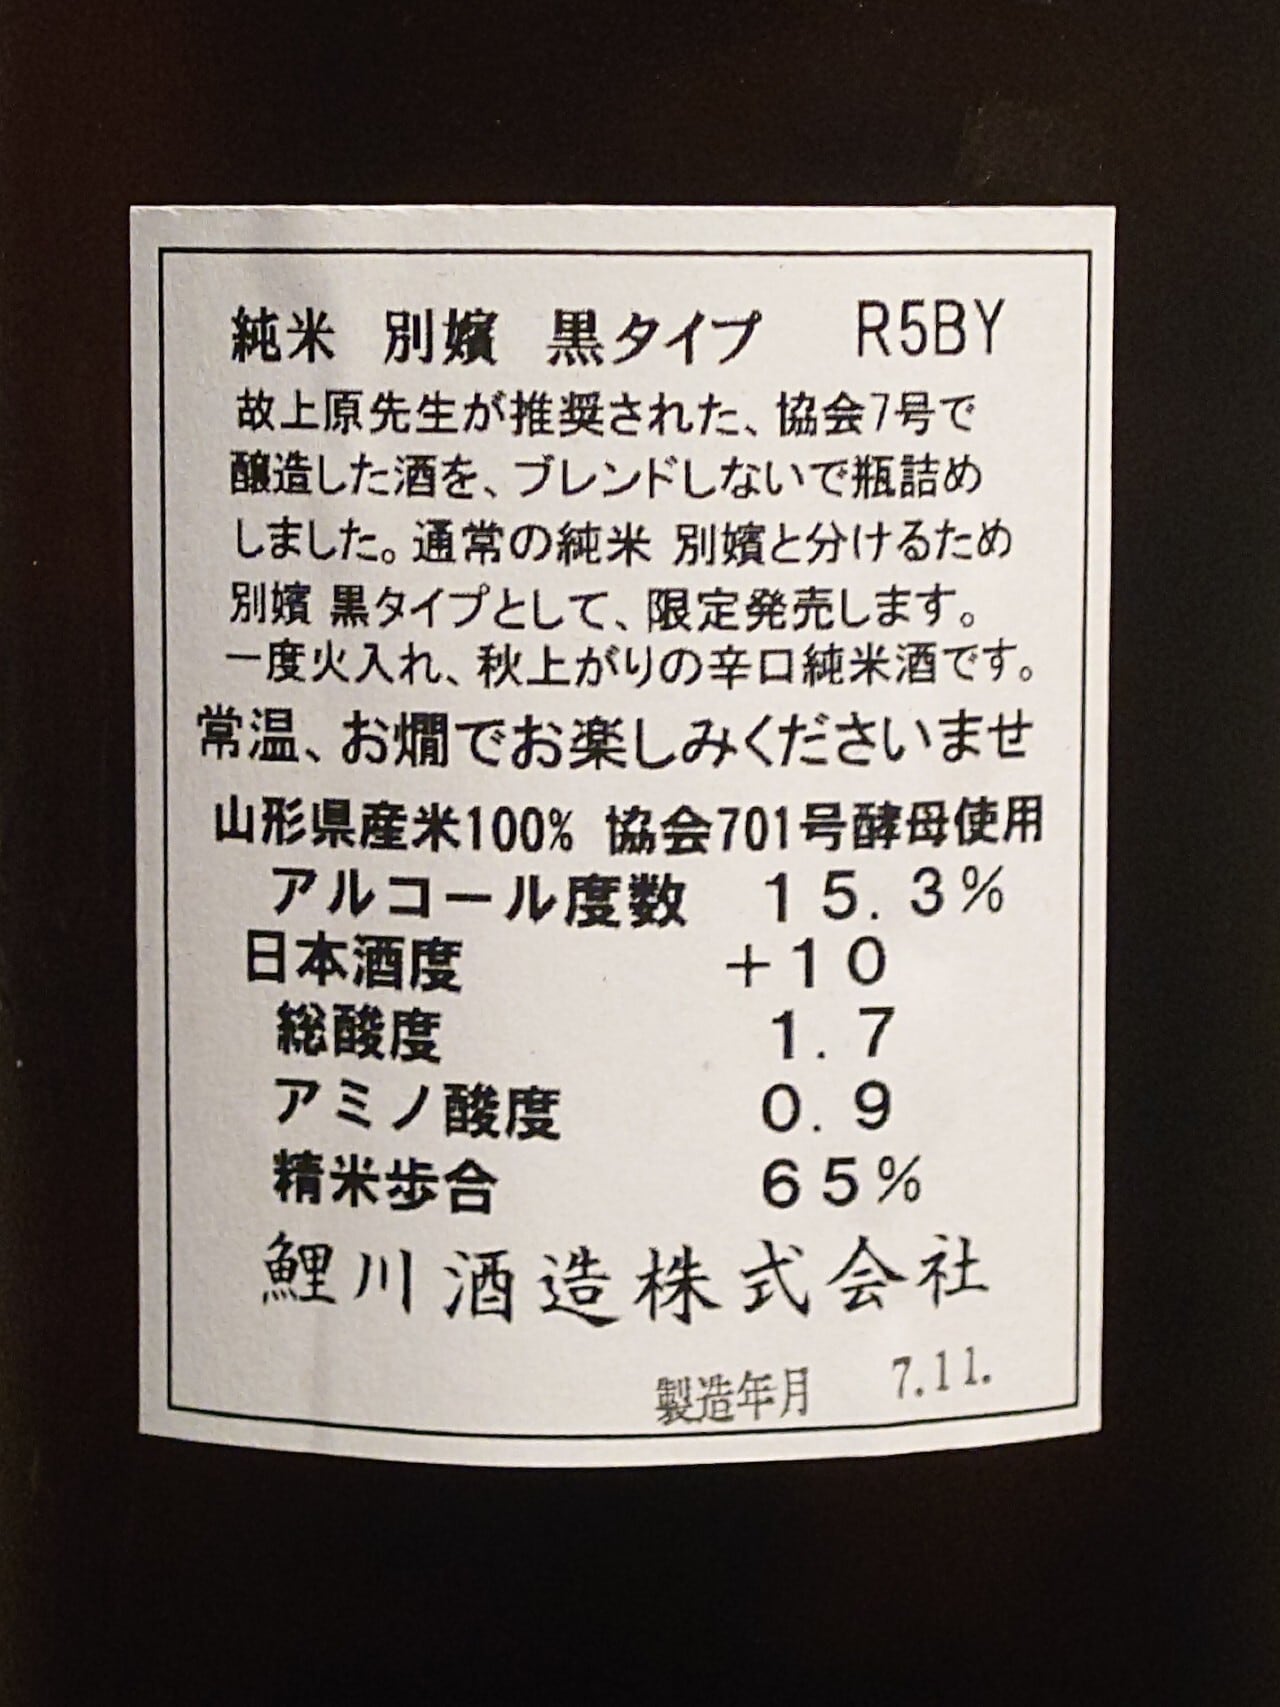 純米 別嬪 黒タイプ R5BY
故上原先生が推奨された、協会7号で
醸造した酒を、ブレンドしないで瓶詰め
しました。通常の純米 別嬪と分けるため
別嬪 黒タイプとして、限定発売します。
一度火入れ、秋上がりの辛口純米酒です。
常温、お燗でお楽しみくださいませ
山形県産米100% 協会701号酵母使用
アルコール度数 15.3%
日本酒度 +10
総酸度 1.7
アミノ酸度 0.9
精米歩合 65%
鯉川酒造株式会社
製造年月 7.11.